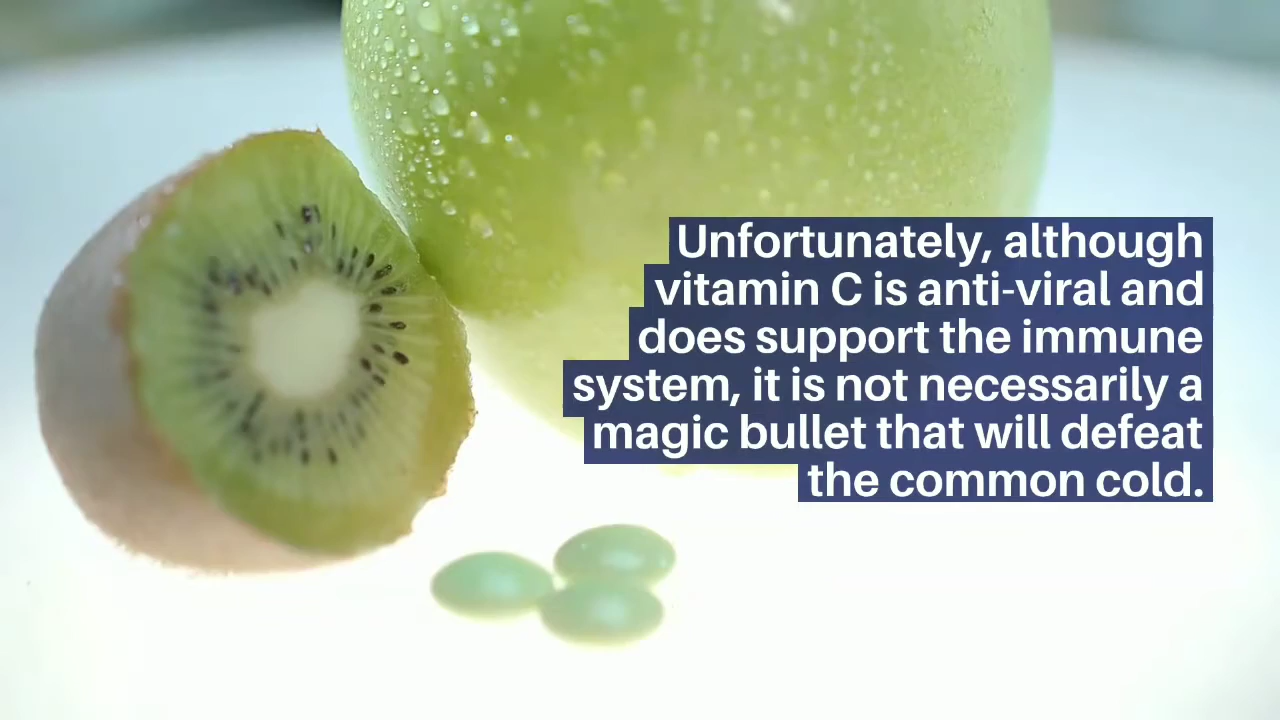 Unfortunately, although
vitamin C is anti-viral and
does support the immune
system, it is not necessarily a
magic bullet that will defeat
the common cold.